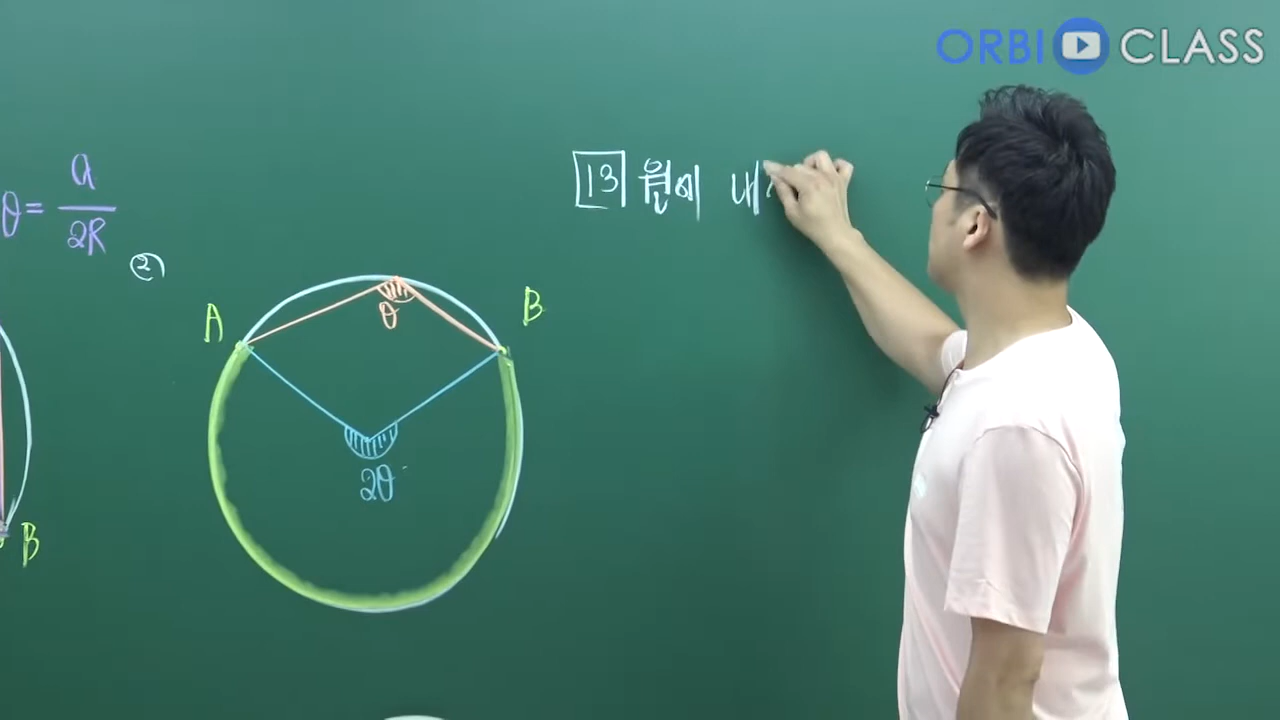 ORBI CLASS
θ = a/2R
②
13 원에 내
A
B
θ
2θ
B